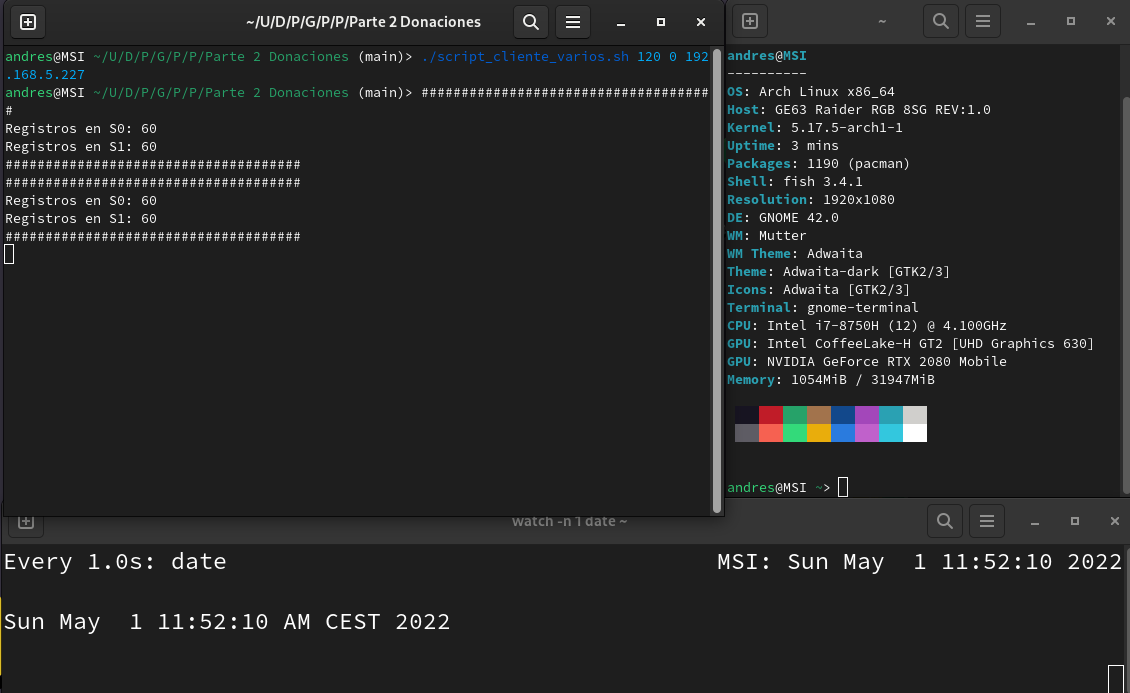 ~/U/D/P/G/P/P/Parte 2 Donaciones
andres@MSI ~/U/D/P/G/P/P/Parte 2 Donaciones (main)> ./script_cliente_varios.sh 120 0 192
.168.5.227
andres@MSI ~/U/D/P/G/P/P/Parte 2 Donaciones (main)> ####################################
#
Registros en S0: 60
Registros en S1: 60
#####################################
#####################################
Registros en S0: 60
Registros en S1: 60
#####################################
~
andres@MSI
----------
OS: Arch Linux x86_64
Host: GE63 Raider RGB 8SG REV:1.0
Kernel: 5.17.5-arch1-1
Uptime: 3 mins
Packages: 1190 (pacman)
Shell: fish 3.4.1
Resolution: 1920x1080
DE: GNOME 42.0
WM: Mutter
WM Theme: Adwaita
Theme: Adwaita-dark [GTK2/3]
Icons: Adwaita [GTK2/3]
Terminal: gnome-terminal
CPU: Intel i7-8750H (12) @ 4.100GHz
GPU: Intel CoffeeLake-H GT2 [UHD Graphics 630]
GPU: NVIDIA GeForce RTX 2080 Mobile
Memory: 1054MiB / 31947MiB
andres@MSI ~>
watch -n 1 date ~
Every 1.0s: date MSI: Sun May  1 11:52:10 2022
Sun May  1 11:52:10 AM CEST 2022